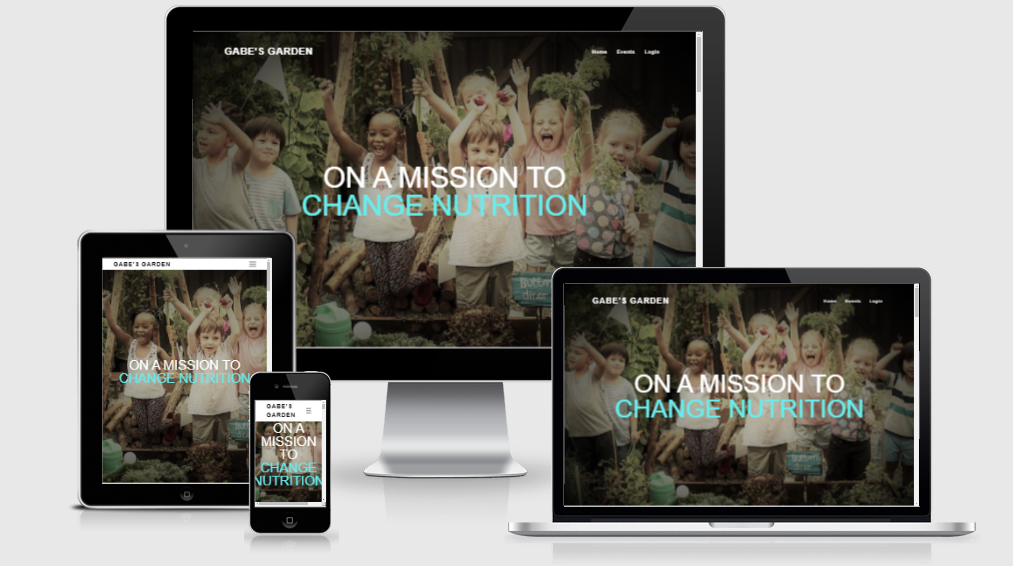 GABE'S GARDEN
Home Events Login
ON A MISSION TO
CHANGE NUTRITION
GABE'S GARDEN
ON A MISSION TO
CHANGE NUTRITION
GABE'S
GARDEN
ON A
MISSION
TO
CHANGE
NUTRITION
GABE'S GARDEN
Home Events Login
ON A MISSION TO
CHANGE NUTRITION